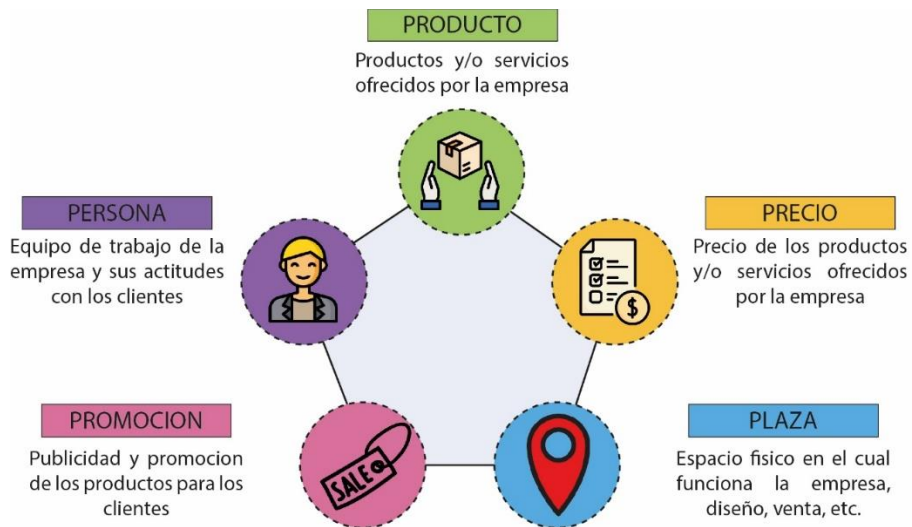 PRODUCTO
Productos y/o servicios
ofrecidos por la empresa
PERSONA
Equipo de trabajo de la
empresa y sus actitudes
con los clientes
PRECIO
Precio de los productos
y/o servicios ofrecidos
por la empresa
$
PROMOCION
Publicidad y promocion
de los productos para los
clientes
SALE
PLAZA
Espacio fisico en el cual
funciona la empresa,
diseño, venta, etc.